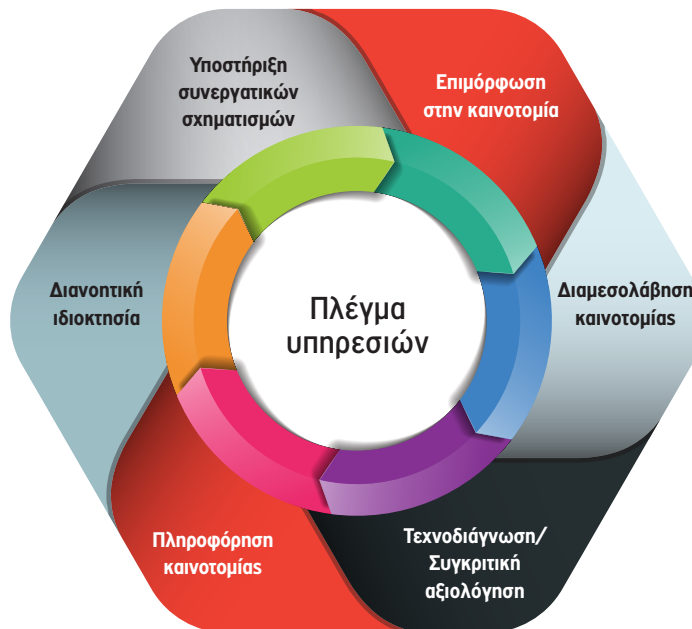 Υποστήριξη
συνεργατικών
σχηματισμών
Επιμόρφωση
στην καινοτομία
Διαμεσολάβηση
καινοτομίας
Τεχνοδιάγνωση/
Συγκριτική
αξιολόγηση
Πληροφόρηση
καινοτομίας
Διανοητική
ιδιοκτησία
Πλέγμα
υπηρεσιών